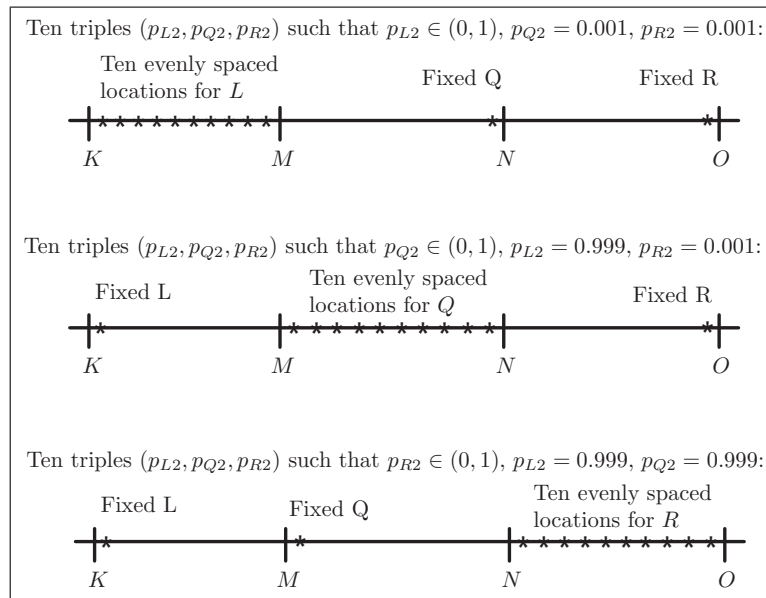 Ten triples (p_{L2}, p_{Q2}, p_{R2}) such that p_{L2} ∈ (0, 1), p_{Q2} = 0.001, p_{R2} = 0.001:
Ten evenly spaced
locations for L
Fixed Q
Fixed R
K M N O
Ten triples (p_{L2}, p_{Q2}, p_{R2}) such that p_{Q2} ∈ (0, 1), p_{L2} = 0.999, p_{R2} = 0.001:
Fixed L
Ten evenly spaced
locations for Q
Fixed R
K M N O
Ten triples (p_{L2}, p_{Q2}, p_{R2}) such that p_{R2} ∈ (0, 1), p_{L2} = 0.999, p_{Q2} = 0.999:
Fixed L
Fixed Q
Ten evenly spaced
locations for R
K M N O